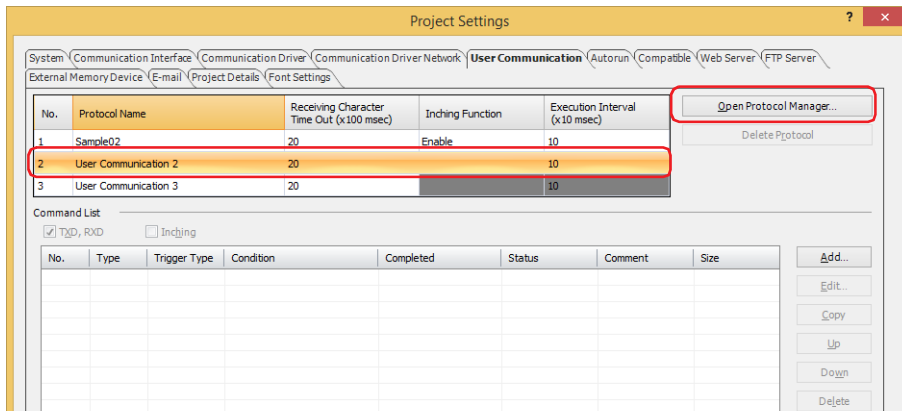 Project Settings
?
System Communication Interface Communication Driver Communication Driver Network User Communication Autorun Compatible Web Server FTP Server
External Memory Device E-mail Project Details Font Settings
No. Protocol Name Receiving Character Time Out (x100 msec) Inching Function Execution Interval (x10 msec)
Open Protocol Manager...
1 Sample02 20 Enable 10
Delete Protocol
2 User Communication 2 20 10
3 User Communication 3 20 10
Command List
TXD, RXD Inching
No. Type Trigger Type Condition Completed Status Comment Size
Add...
Edit...
Copy
Up
Down
Delete